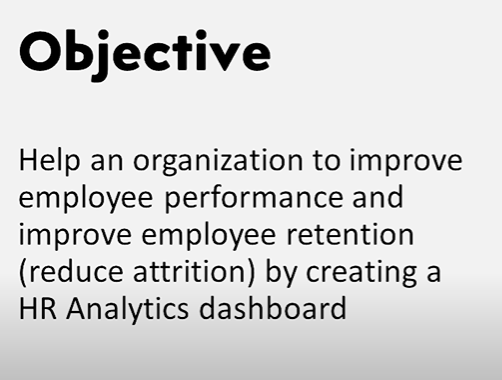 Objective
Help an organization to improve
employee performance and
improve employee retention
(reduce attrition) by creating a
HR Analytics dashboard